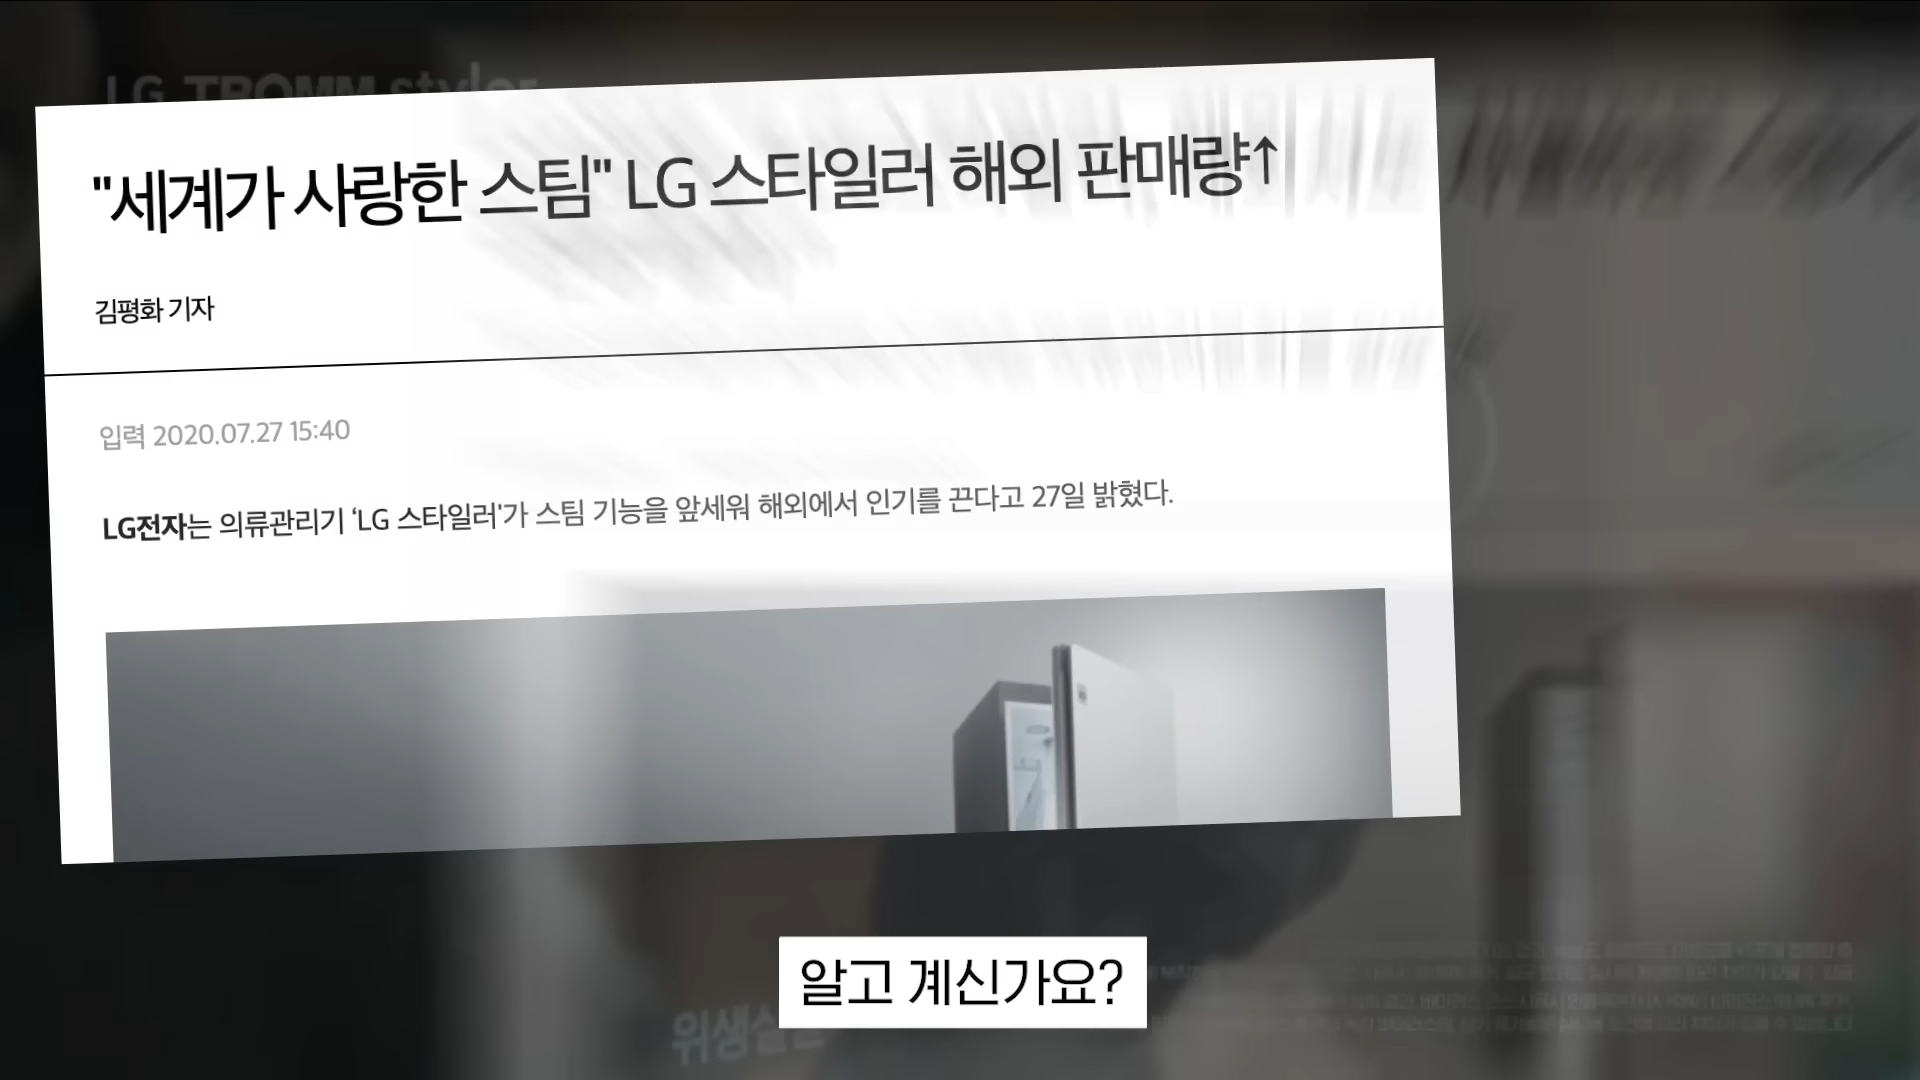 LG TROMM styler
"세계가 사랑한 스팀" LG 스타일러 해외 판매량↑
김평화 기자
입력 2020.07.27 15:40
LG전자는 의류관리기 ‘LG 스타일러'가 스팀 기능을 앞세워 해외에서 인기를 끈다고 27일 밝혔다.
알고 계신가요?